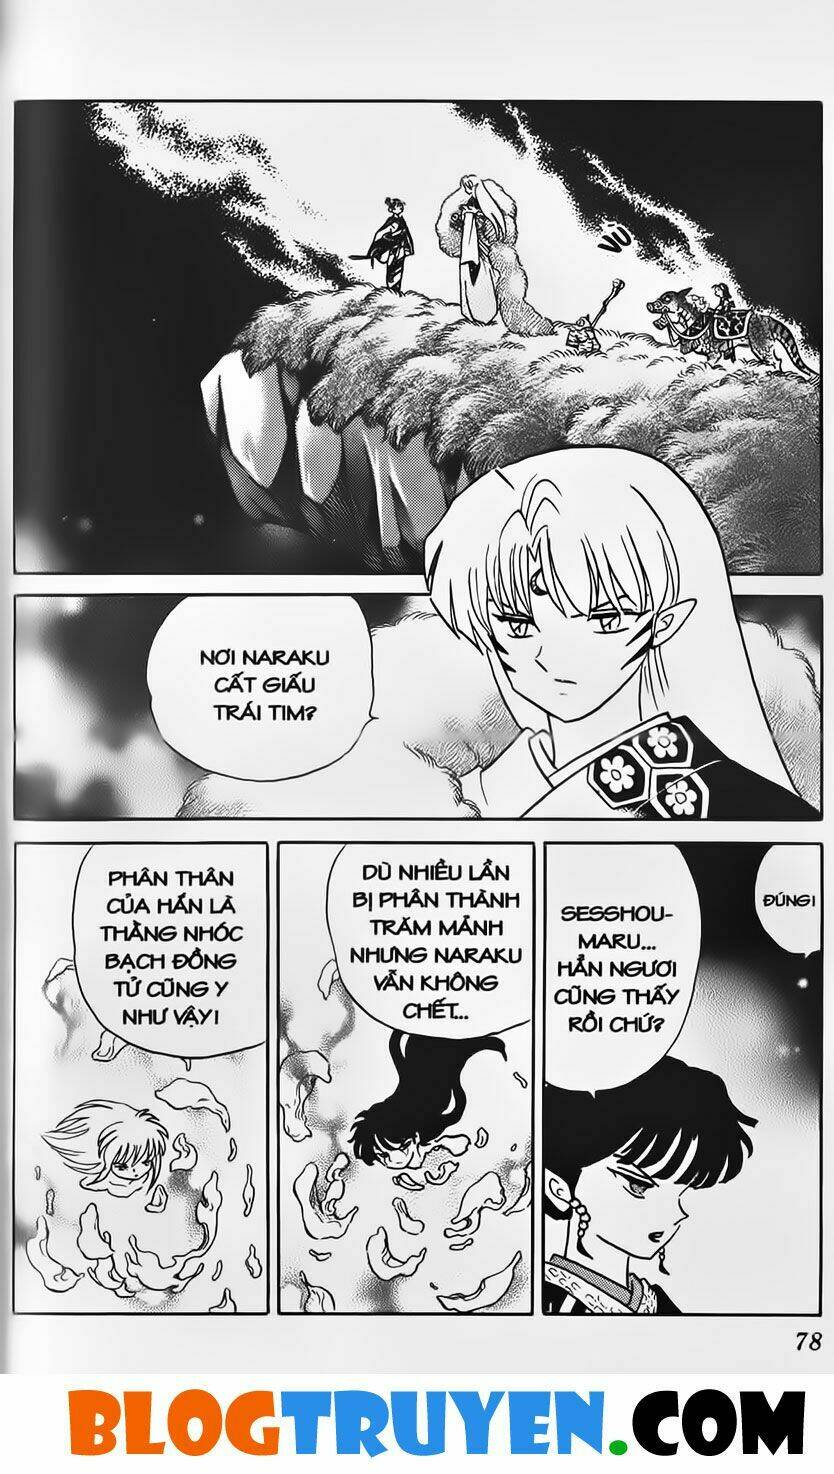 VÙ
NƠI NARAKU
CẤT GIẤU
TRÁI TIM?
ĐÚNG!
SESSHOU-
MARU...
HẲN NGƯƠI
CŨNG THẤY
RỒI CHỨ?
DÙ NHIỀU LẦN
BỊ PHÂN THÀNH
TRĂM MẢNH
NHƯNG NARAKU
VẪN KHÔNG
CHẾT...
PHÂN THÂN
CỦA HẮN LÀ
THẰNG NHÓC
BẠCH ĐỒNG
TỬ CŨNG Y
NHƯ VẬY!
78
BLOGTRUYEN.COM